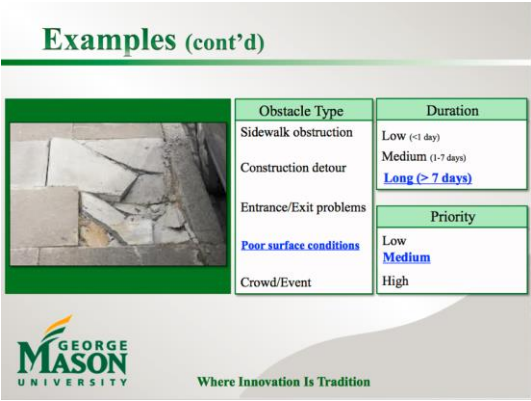 Examples (cont'd)
Obstacle Type
Sidewalk obstruction
Construction detour
Entrance/Exit problems
Poor surface conditions
Crowd/Event
Duration
Low (<1 day)
Medium (1-7 days)
Long (> 7 days)
Priority
Low
Medium
High
GEORGE
MASON
UNIVERSITY
Where Innovation Is Tradition